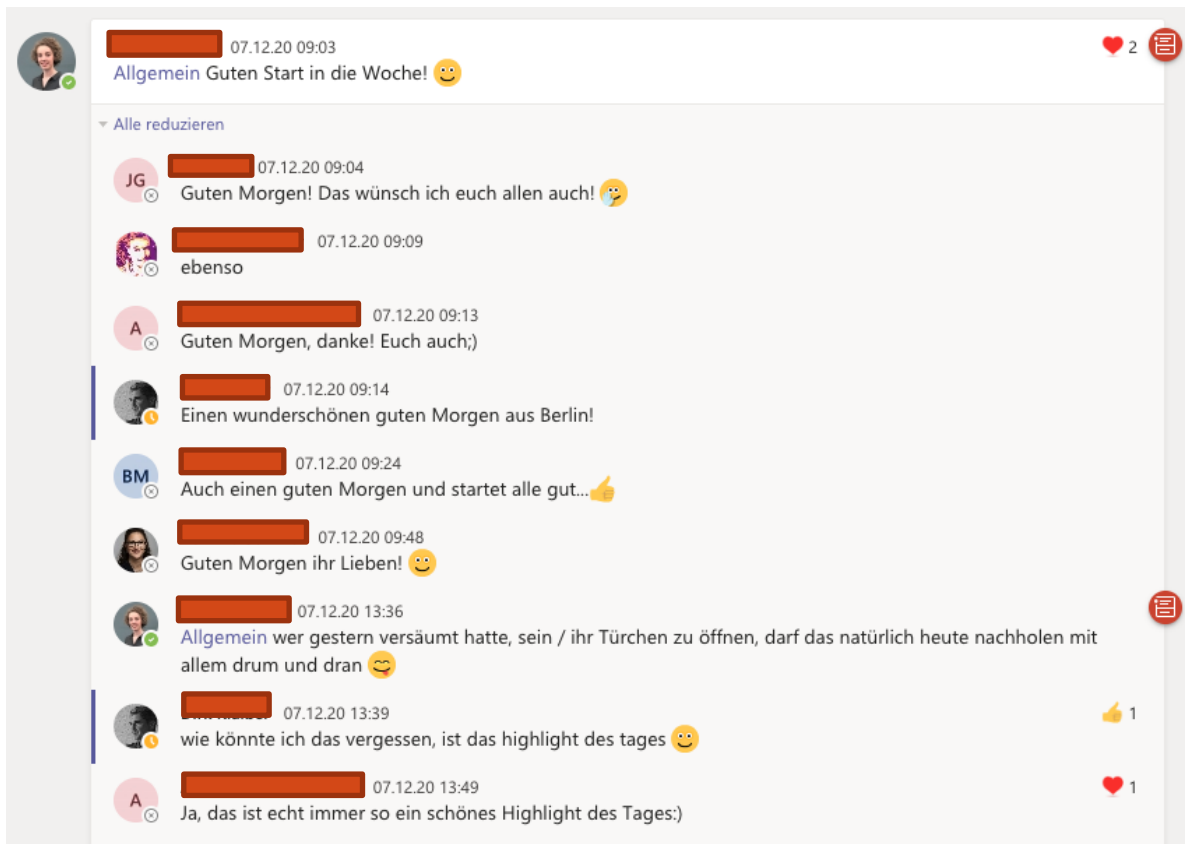 07.12.20 09:03
2
Allgemein Guten Start in die Woche!
Alle reduzieren
JG
07.12.20 09:04
Guten Morgen! Das wünsch ich euch allen auch!
07.12.20 09:09
ebenso
07.12.20 09:13
A
Guten Morgen, danke! Euch auch;)
07.12.20 09:14
Einen wunderschönen guten Morgen aus Berlin!
07.12.20 09:24
BM
Auch einen guten Morgen und startet alle gut...
07.12.20 09:48
Guten Morgen ihr Lieben!
07.12.20 13:36
Allgemein wer gestern versäumt hatte, sein / ihr Türchen zu öffnen, darf das natürlich heute nachholen mit
allem drum und dran
07.12.20 13:39
1
wie könnte ich das vergessen, ist das highlight des tages
07.12.20 13:49
1
A
Ja, das ist echt immer so ein schönes Highlight des Tages:)